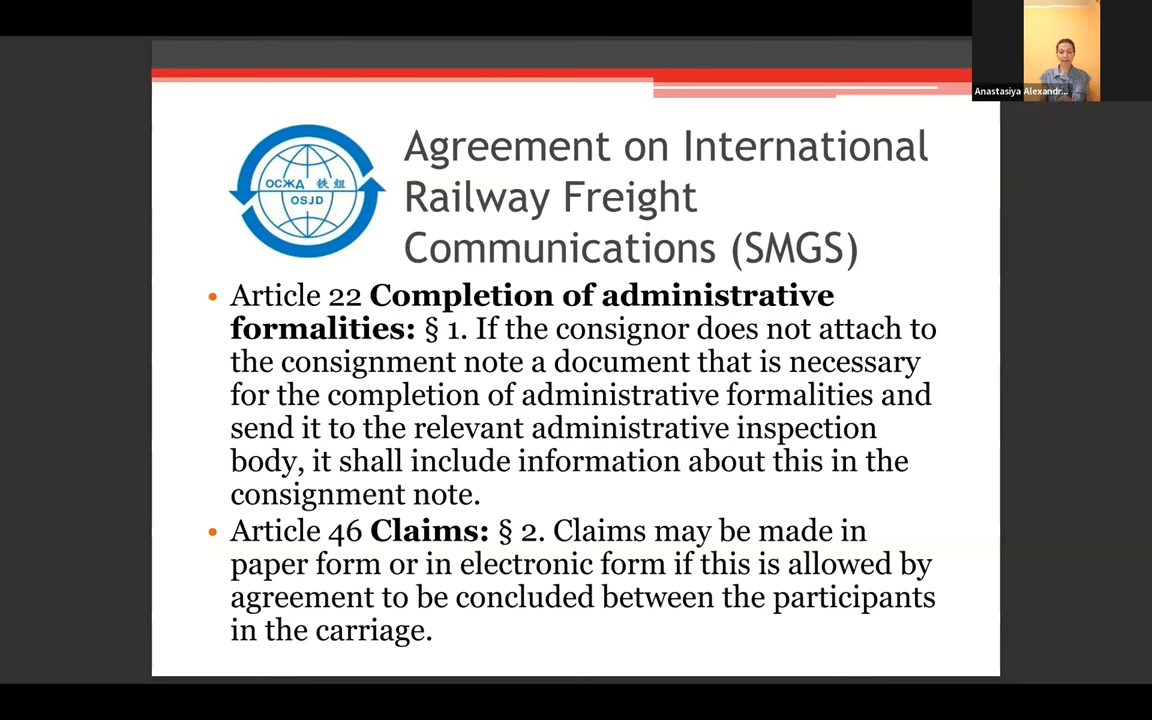 Anastasiya Alexandr...
ОСЖД 铁组
OSJD
Agreement on International
Railway Freight
Communications (SMGS)
• Article 22 Completion of administrative
formalities: § 1. If the consignor does not attach to
the consignment note a document that is necessary
for the completion of administrative formalities and
send it to the relevant administrative inspection
body, it shall include information about this in the
consignment note.
• Article 46 Claims: § 2. Claims may be made in
paper form or in electronic form if this is allowed by
agreement to be concluded between the participants
in the carriage.